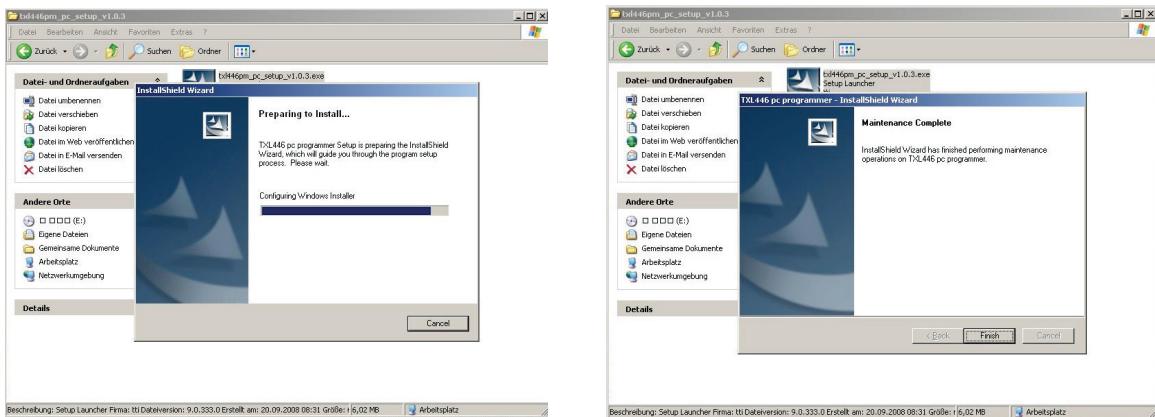 txl446pm_pc_setup_v1.0.3
Datei Bearbeiten Ansicht Favoriten Extras ?
Zurück Suchen Ordner
Datei- und Ordneraufgaben
Datei umbenennen
Datei verschieben
Datei kopieren
Datei im Web veröffentlichen
Datei in E-Mail versenden
Datei löschen
Andere Orte
(E:)
Eigene Dateien
Gemeinsame Dokumente
Arbeitsplatz
Netzwerkumgebung
Details
txl446pm_pc_setup_v1.0.3.exe
InstallShield Wizard
Preparing to Install...
TXL446 pc programmer Setup is preparing the InstallShield
Wizard, which will guide you through the program setup
process. Please wait.
Configuring Windows Installer
Cancel
Beschreibung: Setup Launcher Firma: tti Dateiversion: 9.0.333.0 Erstellt am: 20.09.2008 08:31 Größe: 6,02 MB Arbeitsplatz
txl446pm_pc_setup_v1.0.3
Datei Bearbeiten Ansicht Favoriten Extras ?
Zurück Suchen Ordner
Datei- und Ordneraufgaben
Datei umbenennen
Datei verschieben
Datei kopieren
Datei im Web veröffentlichen
Datei in E-Mail versenden
Datei löschen
Andere Orte
(E:)
Eigene Dateien
Gemeinsame Dokumente
Arbeitsplatz
Netzwerkumgebung
Details
txl446pm_pc_setup_v1.0.3.exe
Setup Launcher
TXL446 pc programmer - InstallShield Wizard
Maintenance Complete
InstallShield Wizard has finished performing maintenance
operations on TXL446 pc programmer.
< Back Finish Cancel
Beschreibung: Setup Launcher Firma: tti Dateiversion: 9.0.333.0 Erstellt am: 20.09.2008 08:31 Größe: 6,02 MB Arbeitsplatz